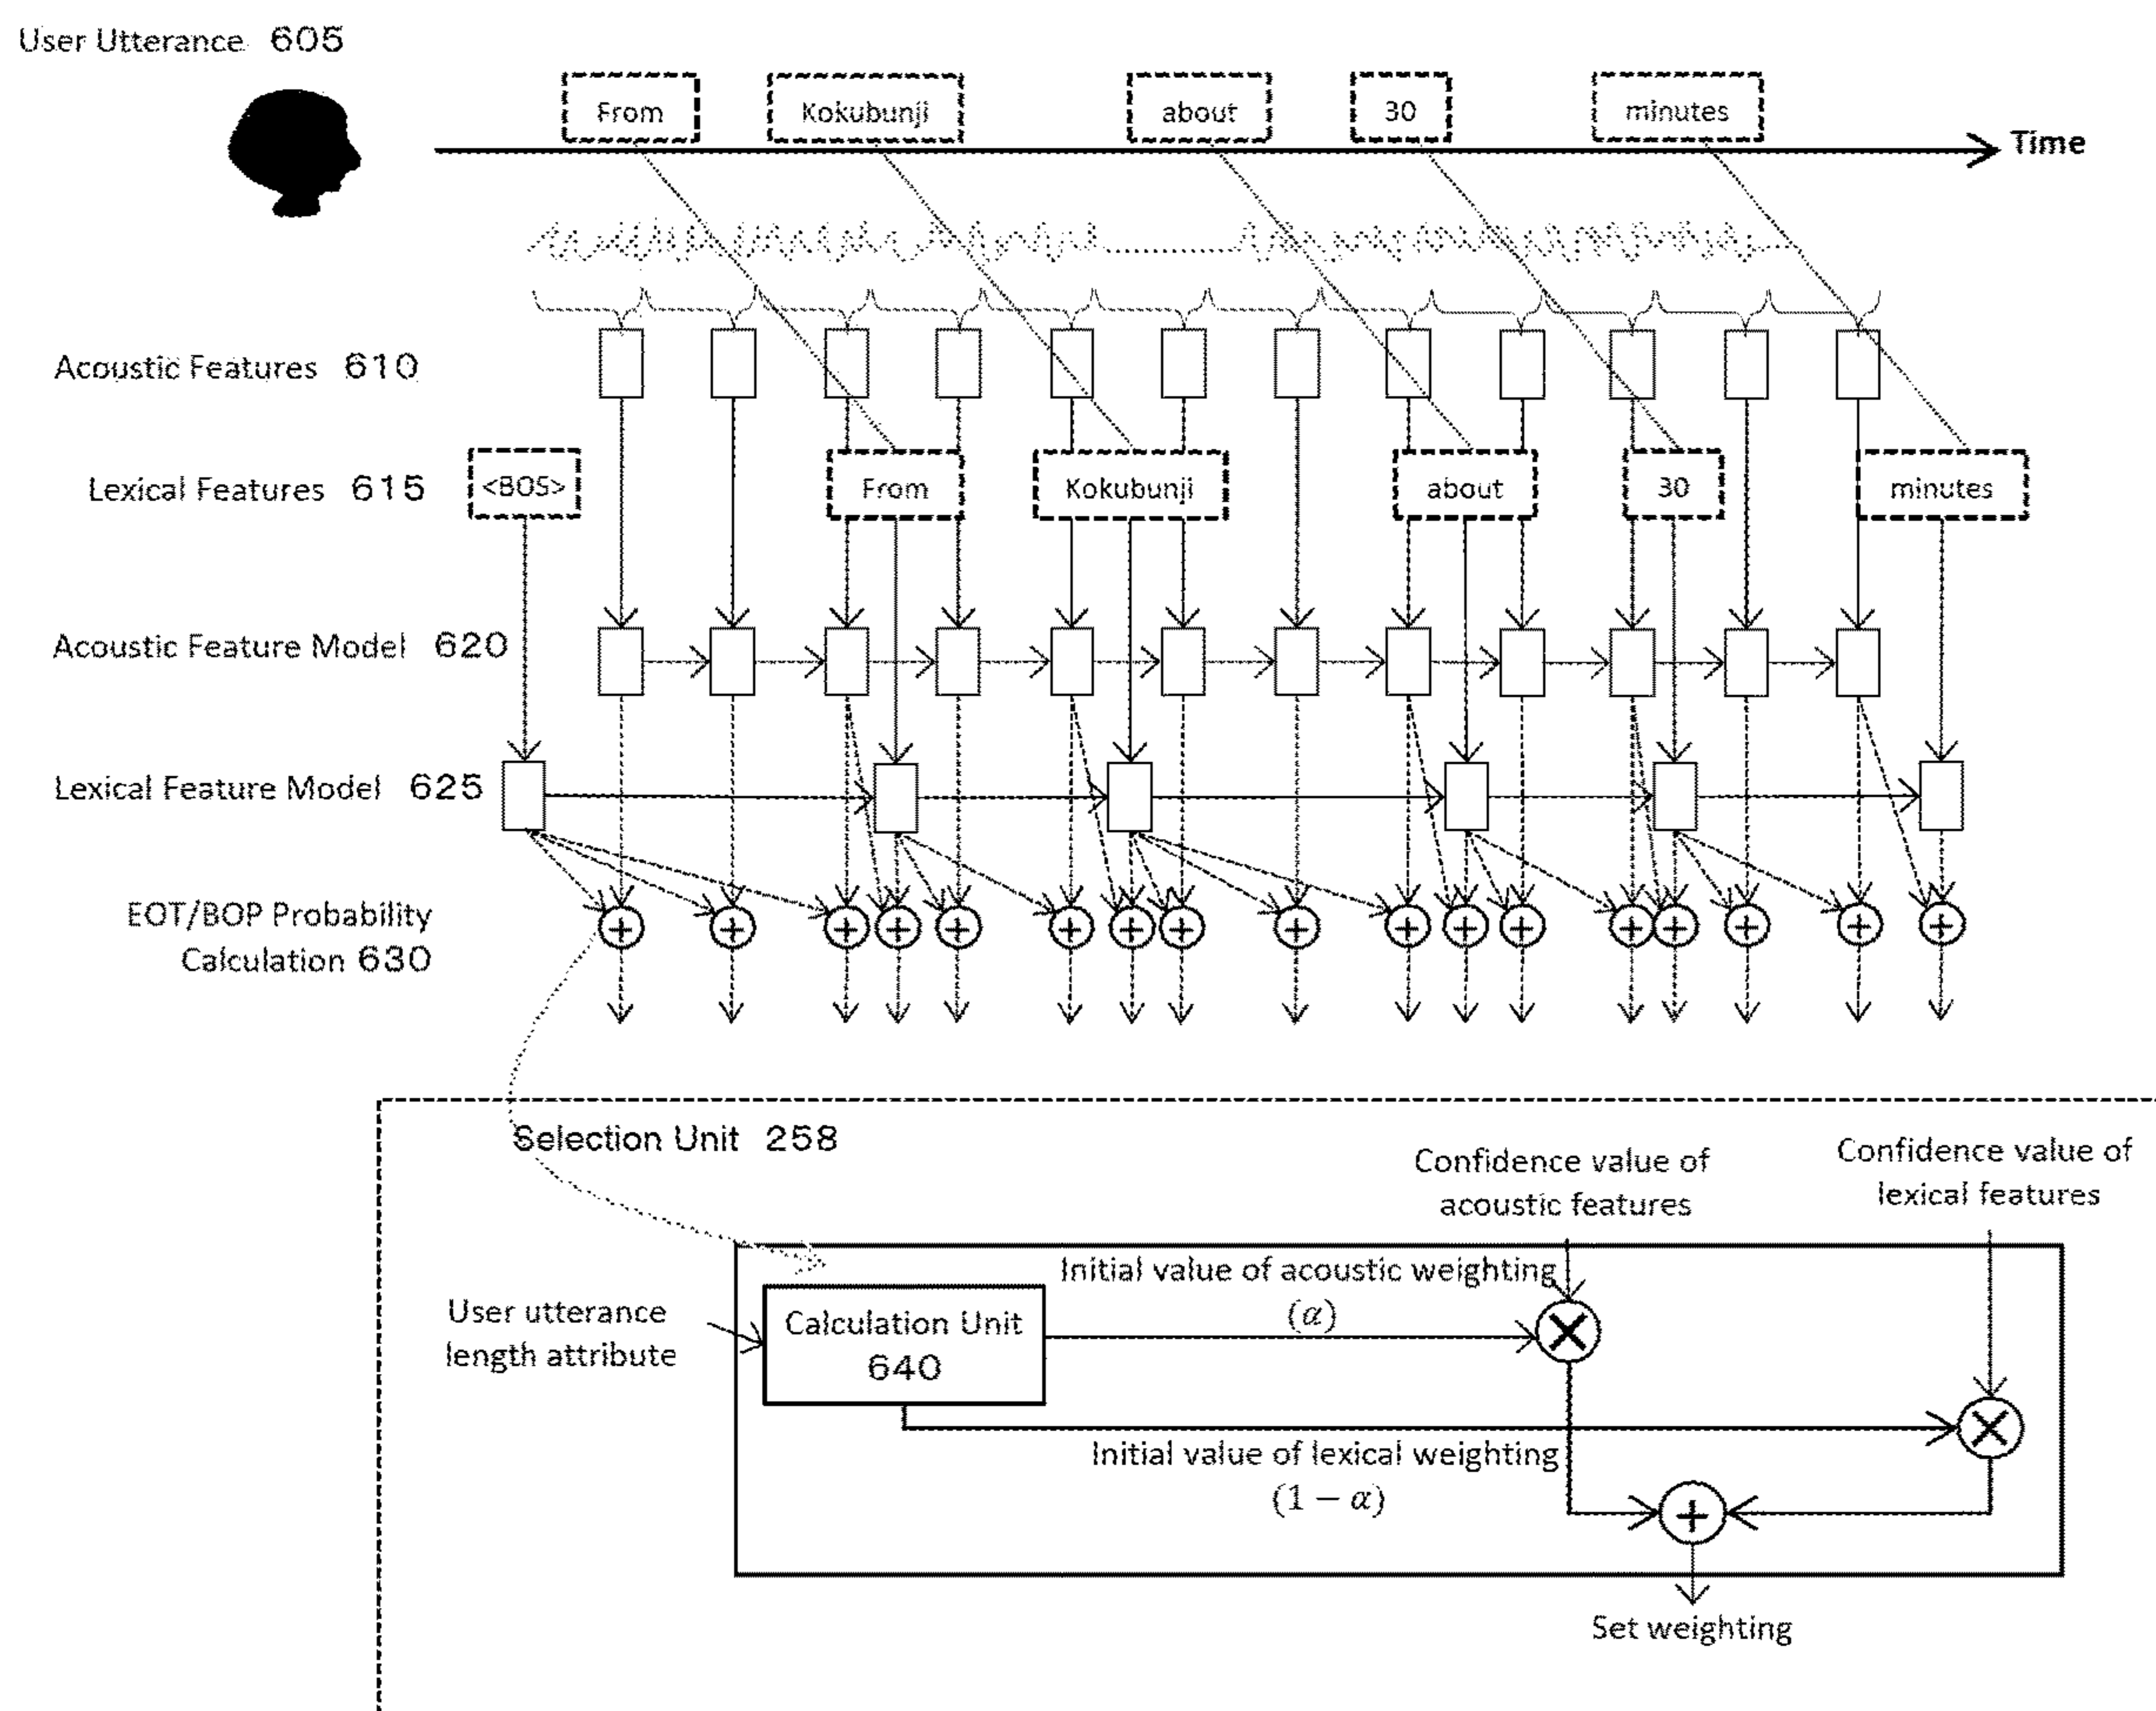 User Utterance 605
From Kokubunji about 30 minutes
Time
Acoustic Features 610
Lexical Features 615 <BOS> From Kokubunji about 30 minutes
Acoustic Feature Model 620
Lexical Feature Model 625
EOT/BOP Probability
Calculation 630
+ + + + + + + + + + + + + + + + +
Selection Unit 258
Confidence value of
acoustic features
Confidence value of
lexical features
User utterance
length attribute
Calculation Unit
640
Initial value of acoustic weighting
(α)
×
Initial value of lexical weighting
(1 − α)
×
+
Set weighting